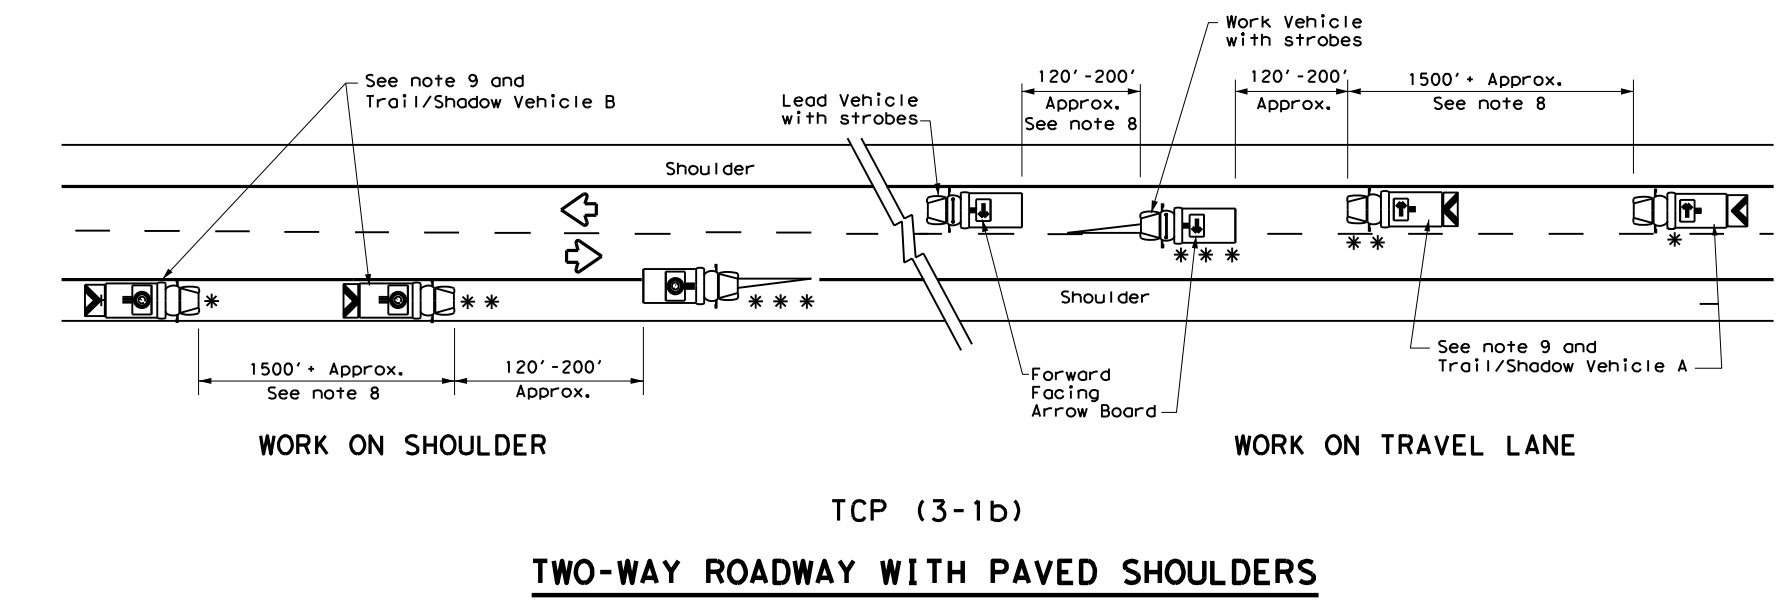 Work Vehicle
with strobes
See note 9 and
Trail/Shadow Vehicle B
Lead Vehicle
with strobes
120'-200'
Approx.
See note 8
120'-200'
Approx.
1500'+ Approx.
See note 8
Shoulder
Shoulder
* 
* *
* * *
* * *
* *
*
1500'+ Approx.
See note 8
120'-200'
Approx.
Forward
Facing
Arrow Board
See note 9 and
Trail/Shadow Vehicle A
WORK ON SHOULDER
WORK ON TRAVEL LANE
TCP (3-1b)
TWO-WAY ROADWAY WITH PAVED SHOULDERS